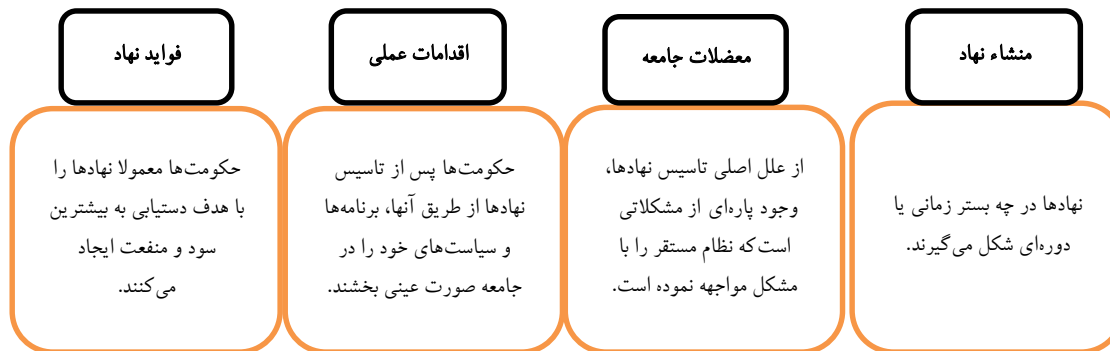 منشاء نهاد
نهادها در چه بستر زمانی یا
دوره‌ای شکل می‌گیرند.
معضلات جامعه
از علل اصلی تاسیس نهادها،
وجود پاره‌ای از مشکلاتی
است‌که نظام مستقر را با
مشکل مواجهه نموده است.
اقدامات عملی
حکومت‌ها پس از تاسیس
نهادها از طریق آنها، برنامه‌ها
و سیاست‌های خود را در
جامعه صورت عینی بخشند.
فواید نهاد
حکومت‌ها معمولا نهادها را
با هدف دستیابی به بیشترین
سود و منفعت ایجاد
می‌کنند.